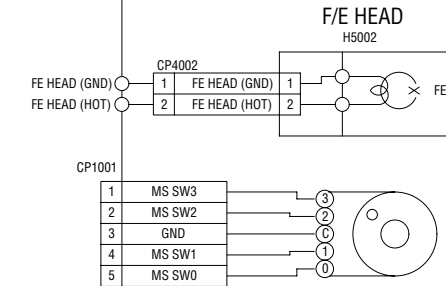 F/E HEAD
H5002
CP4002
FE HEAD (GND) 1 FE HEAD (GND) 1
FE HEAD (HOT) 2 FE HEAD (HOT) 2
FE
CP1001
1 MS SW3
2 MS SW2
3 GND
4 MS SW1
5 MS SW0
3
2
C
1
0